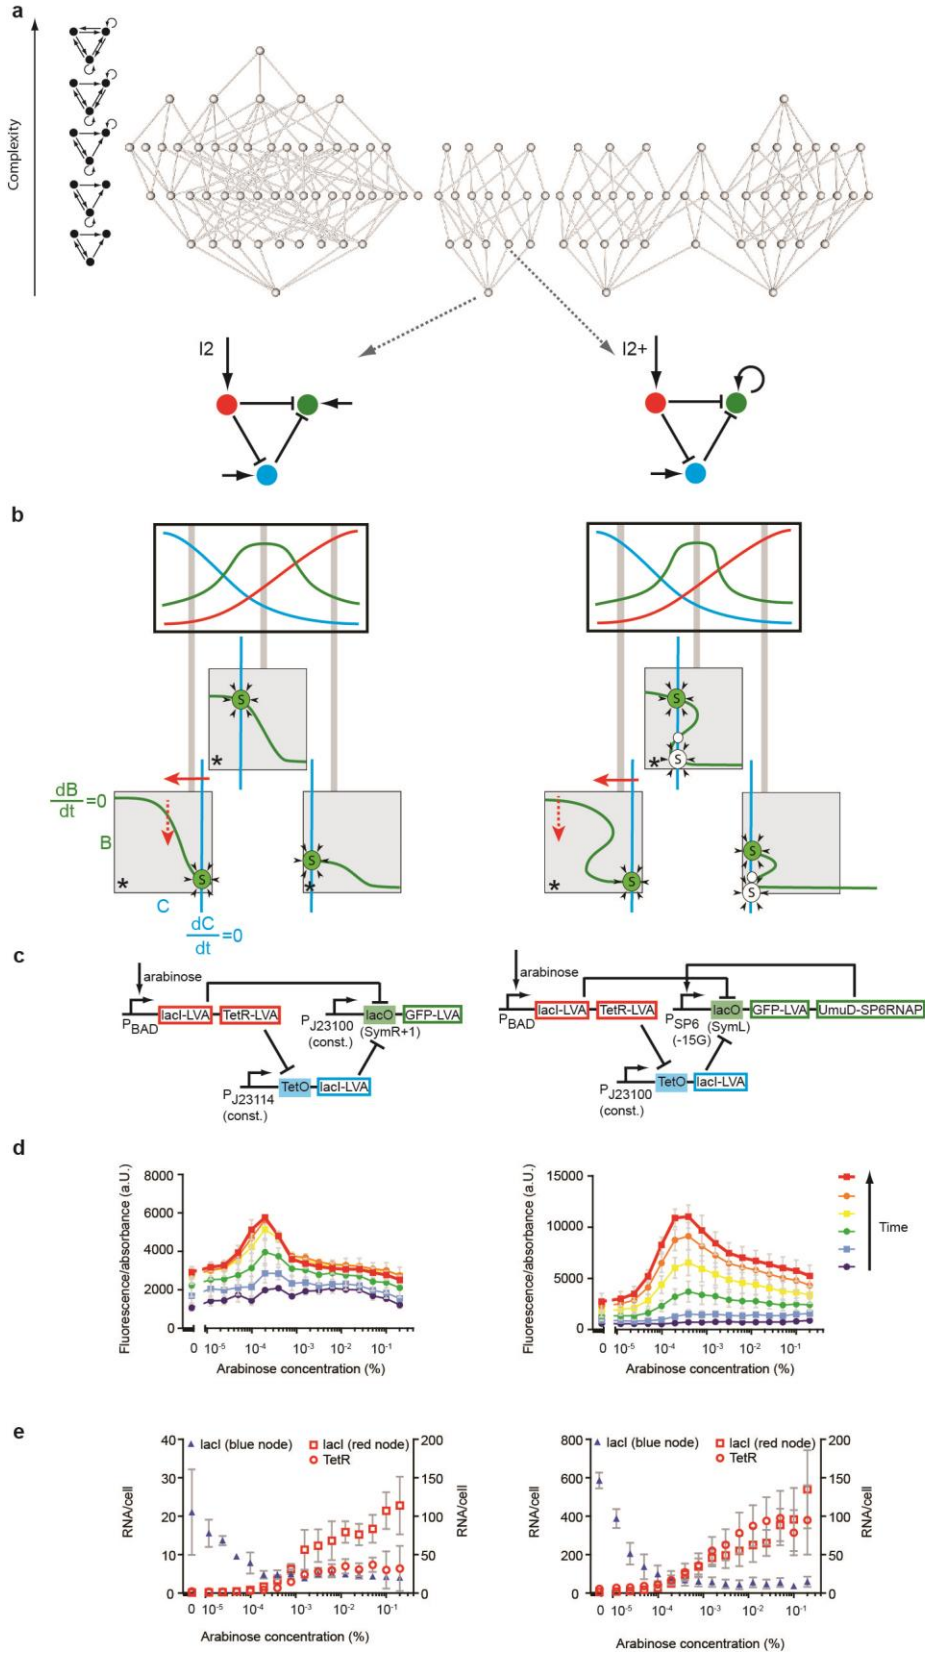 a
Complexity
I2
I2+
b
S
S
S
S
*
*
*
*
S
S
S
S
S
*
*
dB/dt =0
B
C
dC/dt =0
c
arabinose
PBAD
lacI-LVA
TetR-LVA
PJ23100
(const.)
lacO
(SymR+1)
GFP-LVA
PJ23114
(const.)
TetO
lacI-LVA
arabinose
PBAD
lacI-LVA
TetR-LVA
PSP6
(-15G)
lacO
(SymL)
GFP-LVA
UmuD-SP6RNAP
PJ23100
(const.)
TetO
lacI-LVA
d
Fluorescence/absorbance (a.U.)
8000
6000
4000
2000
0
0 10-5 10-4 10-3 10-2 10-1
Arabinose concentration (%)
Fluorescence/absorbance (a.U.)
15000
10000
5000
0
0 10-5 10-4 10-3 10-2 10-1
Arabinose concentration (%)
Time
e
RNA/cell
40
30
20
10
0
lacI (blue node)
lacI (red node)
TetR
200
150
100
50
0
RNA/cell
0 10-5 10-4 10-3 10-2 10-1
Arabinose concentration (%)
RNA/cell
800
600
400
200
0
lacI (blue node)
lacI (red node)
TetR
200
150
100
50
0
RNA/cell
0 10-5 10-4 10-3 10-2 10-1
Arabinose concentration (%)